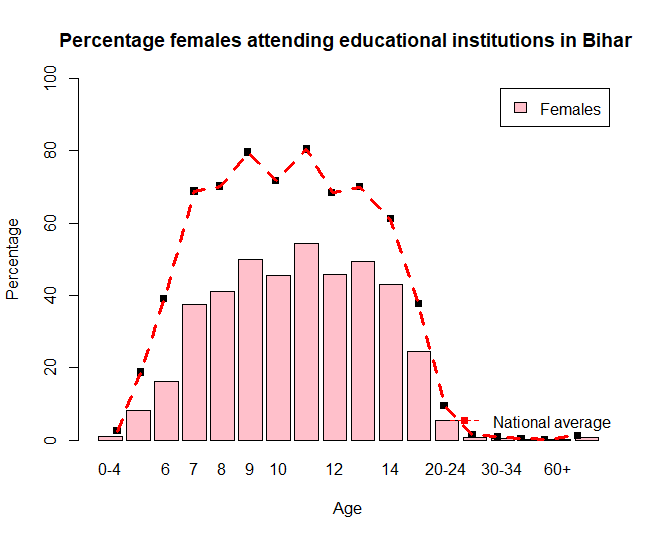 Percentage females attending educational institutions in Bihar
Females
100
80
60
40
20
0
Percentage
National average
0-4 6 7 8 9 10 12 14 20-24 30-34 60+
Age